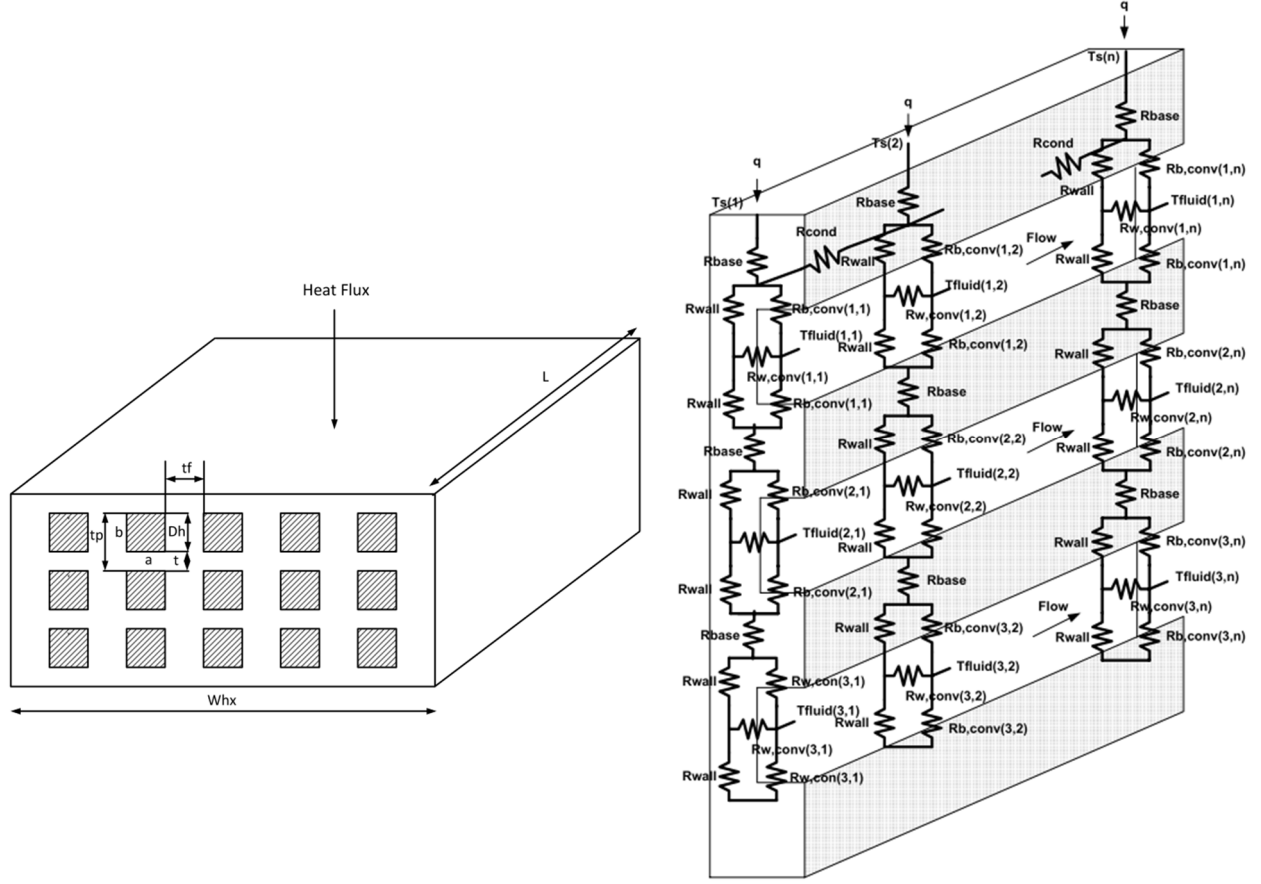 Heat Flux
L
tf
tp
b
Dh
a
t
Whx
q
Ts(n)
Rbase
q
Rcond
Rb,conv(1,n)
Ts(2)
q
Rwall
Tfluid(1,n)
Ts(1)
Rbase
Rw,conv(1,n)
Rcond
Flow
Rb,conv(1,2)
Rbase
Rwall
Rwall
Rb,conv(1,n)
Tfluid(1,2)
Rwall
Rb,conv(1,1)
Rw,conv(1,2)
Rbase
Tfluid(1,1)
Rwall
Rb,conv(1,2)
Rwall
Rb,conv(2,n)
Rw,conv(1,1)
Tfluid(2,n)
Rwall
Rb,conv(1,1)
Rbase
Rw,conv(2,n)
Flow
Rbase
Rwall
Rb,conv(2,2)
Rwall
Rb,conv(2,n)
Tfluid(2,2)
Rwall
Rb,conv(2,1)
Rw,conv(2,2)
Rbase
Tfluid(2,1)
Rwall
Rwall
Rb,conv(3,n)
Rwall
Rb,conv(2,1)
Rbase
Tfluid(3,n)
Flow
Rw,conv(3,n)
Rbase
Rwall
Rb,conv(3,2)
Rwall
Rb,conv(3,n)
Tfluid(3,2)
Rwall
Rw,con(3,1)
Rw,conv(3,2)
Tfluid(3,1)
Rwall
Rb,conv(3,2)
Rw,conv(3,1)
Rwall
Rw,con(3,1)